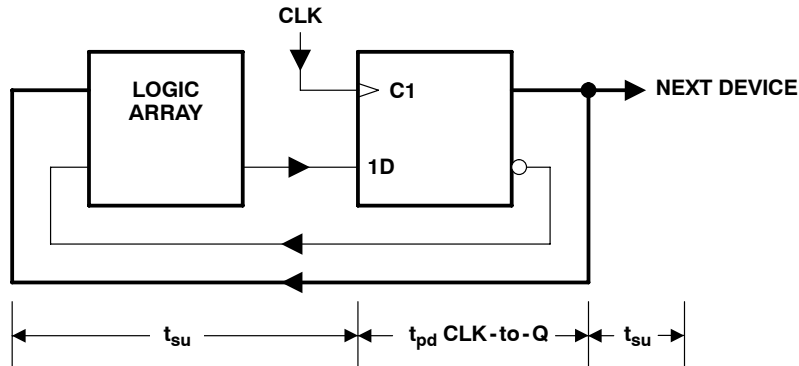 CLK
LOGIC
ARRAY
C1
NEXT DEVICE
1D
tsu
tpd CLK-to-Q
tsu